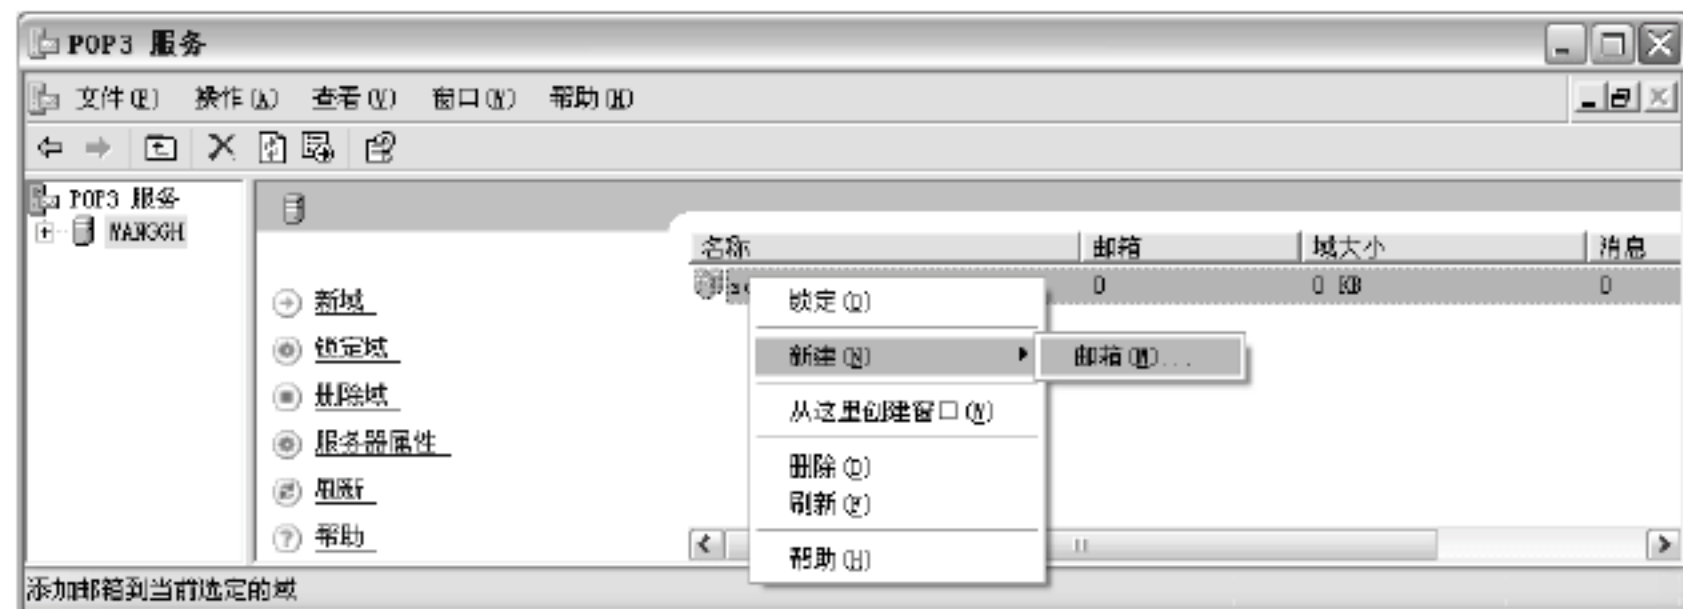 POP3 服务
文件(F) 操作(A) 查看(V) 窗口(W) 帮助(H)
POP3 服务
名称 邮箱 域大小 消息
0 0 KB 0
新域
锁定域
删除域
服务器属性
刷新
帮助
锁定(O)
新建(N)
邮箱(M)...
从这里创建窗口(W)
删除(D)
刷新(F)
帮助(H)
添加邮箱到当前选定的域